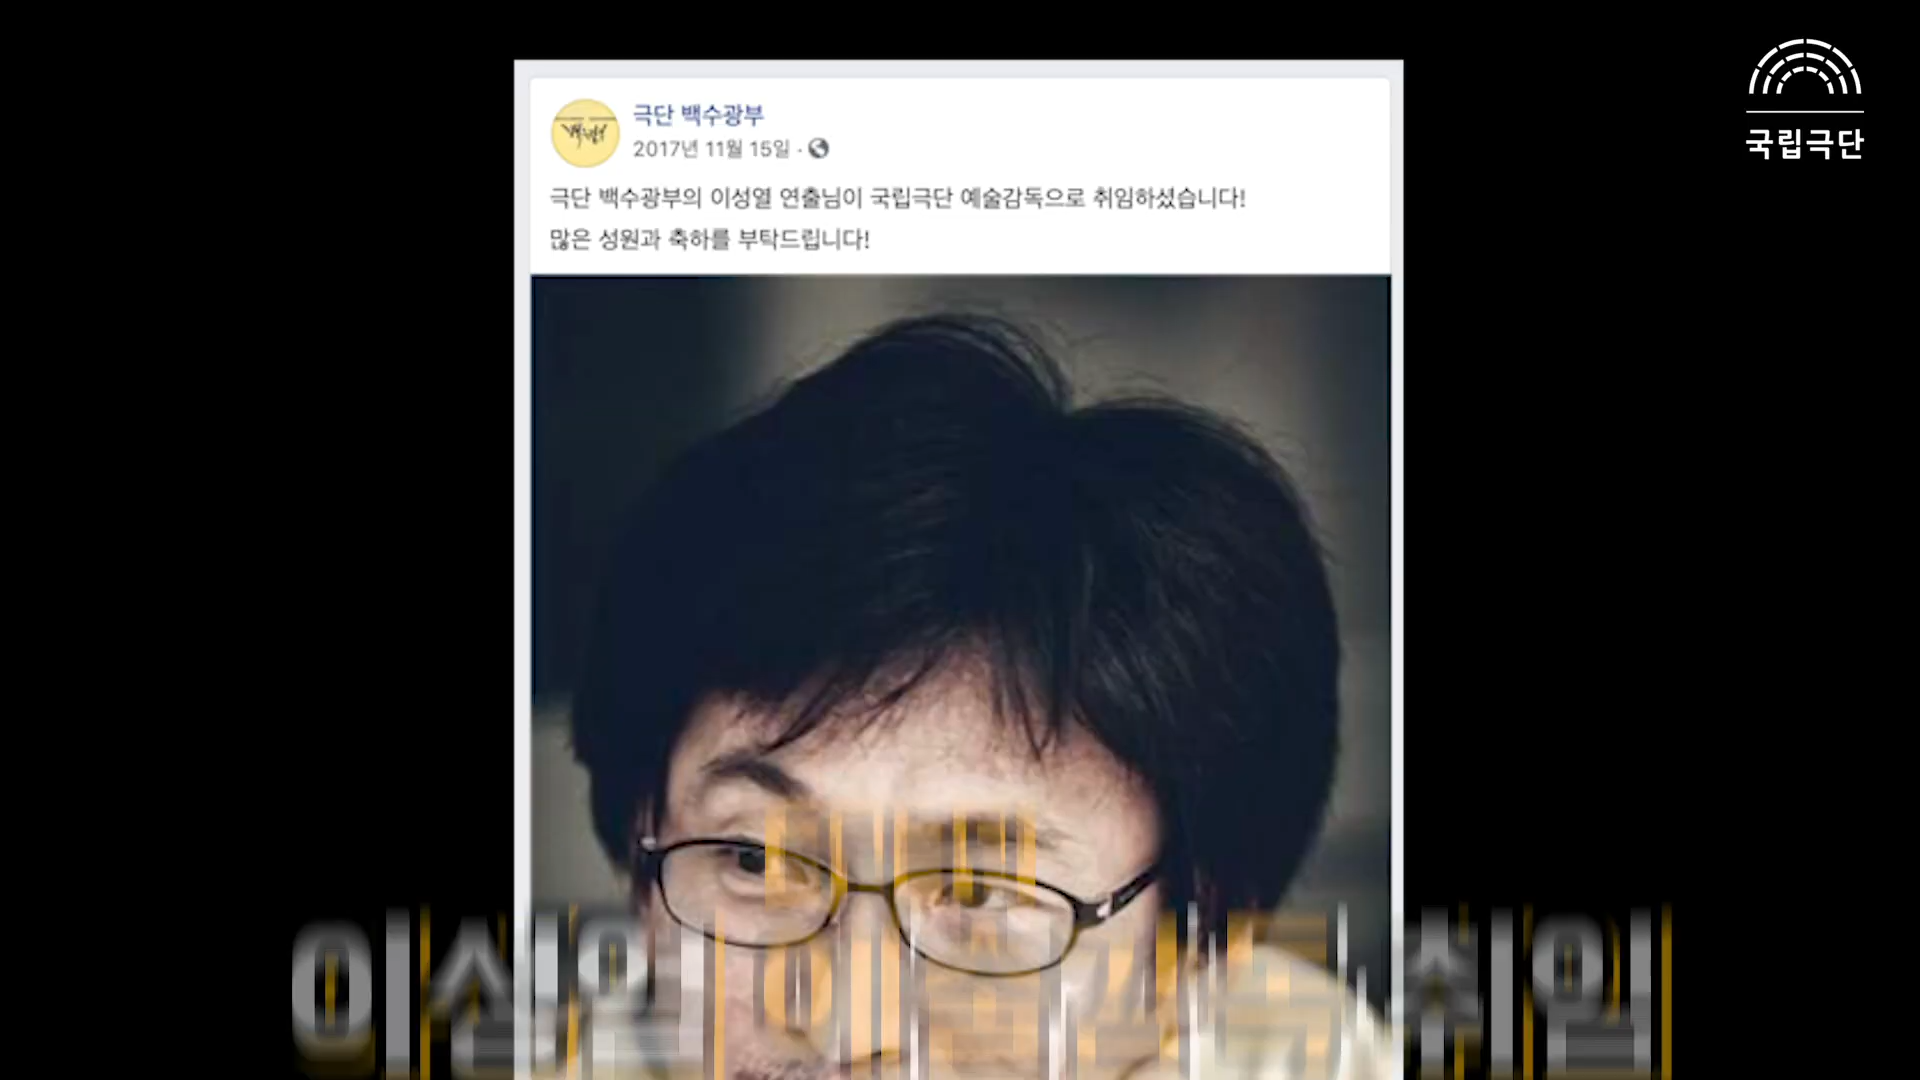 극단 백수광부
2017년 11월 15일 ·
극단 백수광부의 이성열 연출님이 국립극단 예술감독으로 취임하셨습니다!
많은 성원과 축하를 부탁드립니다!
국립극단